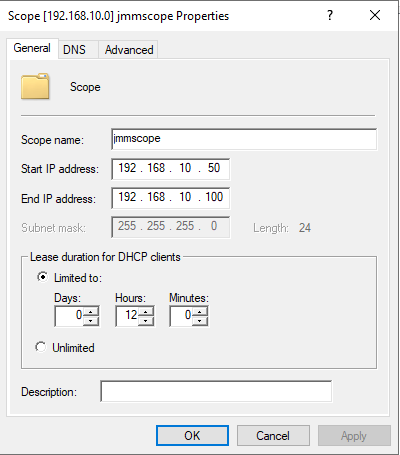 Scope [192.168.10.0] jmmscope Properties
General DNS Advanced
Scope
Scope name: jmmscope
Start IP address: 192 . 168 . 10 . 50
End IP address: 192 . 168 . 10 . 100
Subnet mask: 255 . 255 . 255 . 0 Length: 24
Lease duration for DHCP clients
Limited to:
Days: Hours: Minutes:
0 12 0
Unlimited
Description:
OK Cancel Apply